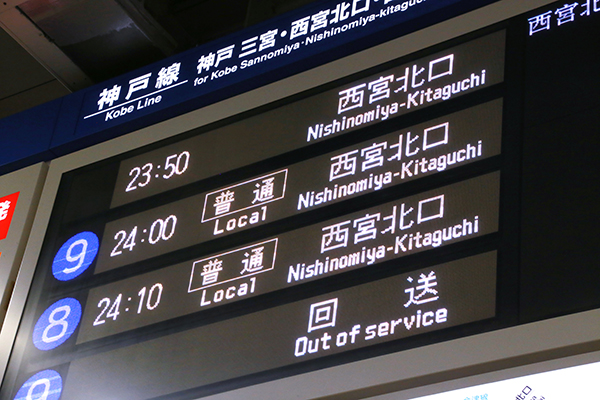 神戸線 神戸三宮・西宮北口
Kobe Line for Kobe Sannomiya・Nishinomiya-kitaguchi
西宮
23:50 西宮北口
Nishinomiya-Kitaguchi
9 24:00 普通 西宮北口
Local Nishinomiya-Kitaguchi
8 24:10 普通 西宮北口
Local Nishinomiya-Kitaguchi
9 回送
Out of service